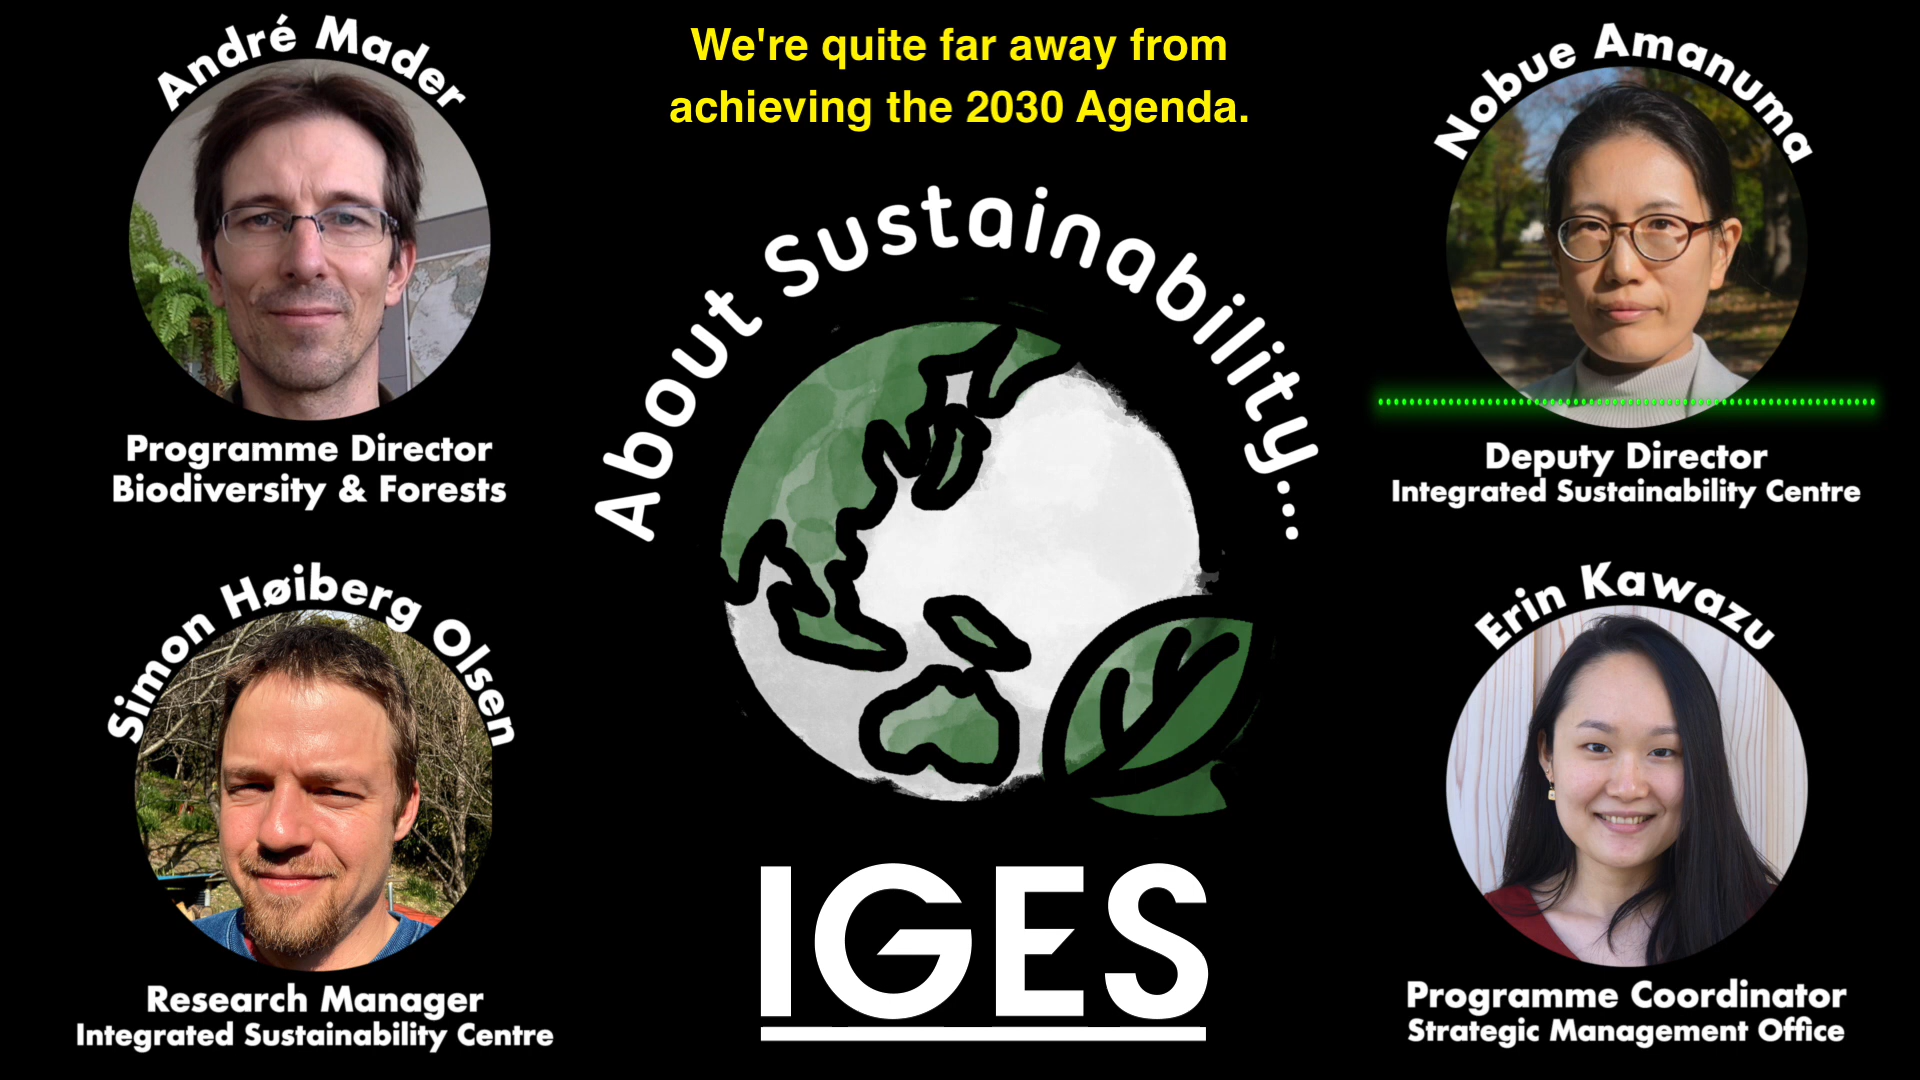 André Mader
Programme Director
Biodiversity & Forests
We're quite far away from
achieving the 2030 Agenda.
About Sustainability...
Nobue Amanuma
Deputy Director
Integrated Sustainability Centre
Simon Høiberg Olsen
Research Manager
Integrated Sustainability Centre
IGES
Erin Kawazu
Programme Coordinator
Strategic Management Office